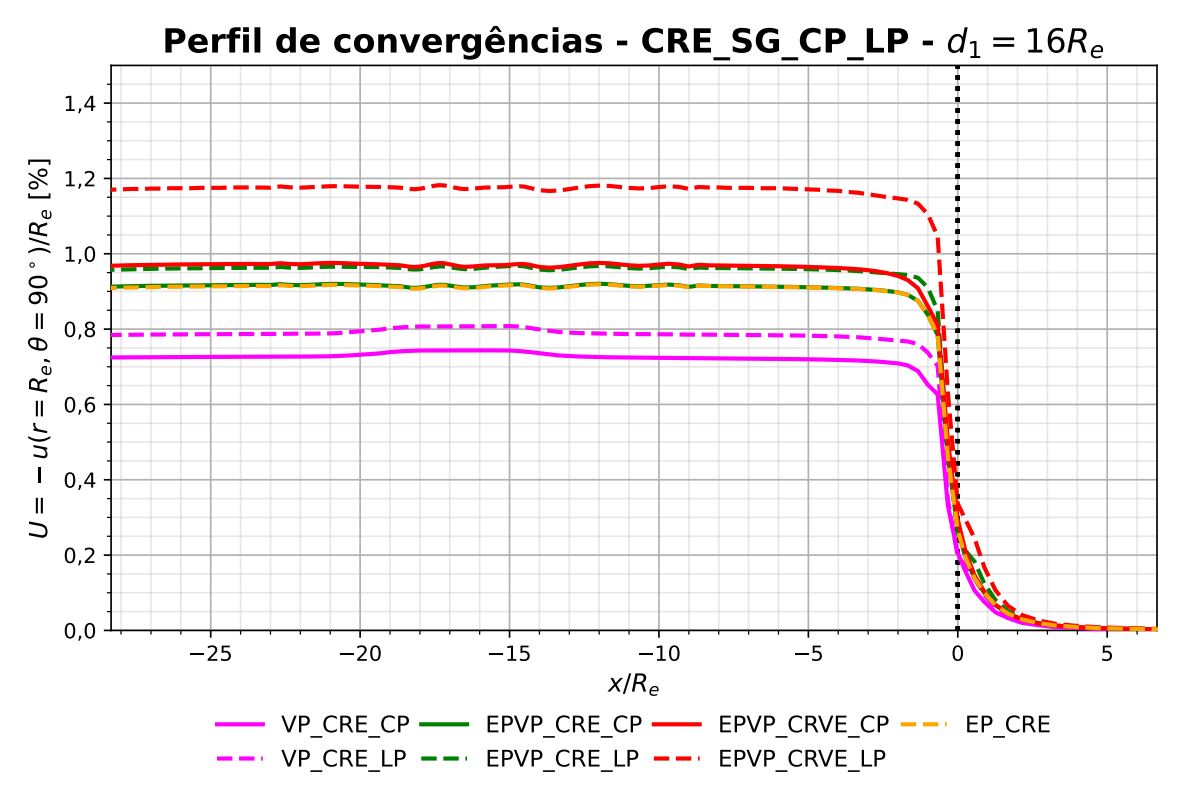 Perfil de convergências - CRE_SG_CP_LP - d₁ = 16Rₑ
U = − u(r = Rₑ, θ = 90°)/Rₑ [%]
1,4
1,2
1,0
0,8
0,6
0,4
0,2
0,0
−25 −20 −15 −10 −5 0 5
x/Rₑ
VP_CRE_CP EPVP_CRE_CP EPVP_CRVE_CP EP_CRE
VP_CRE_LP EPVP_CRE_LP EPVP_CRVE_LP